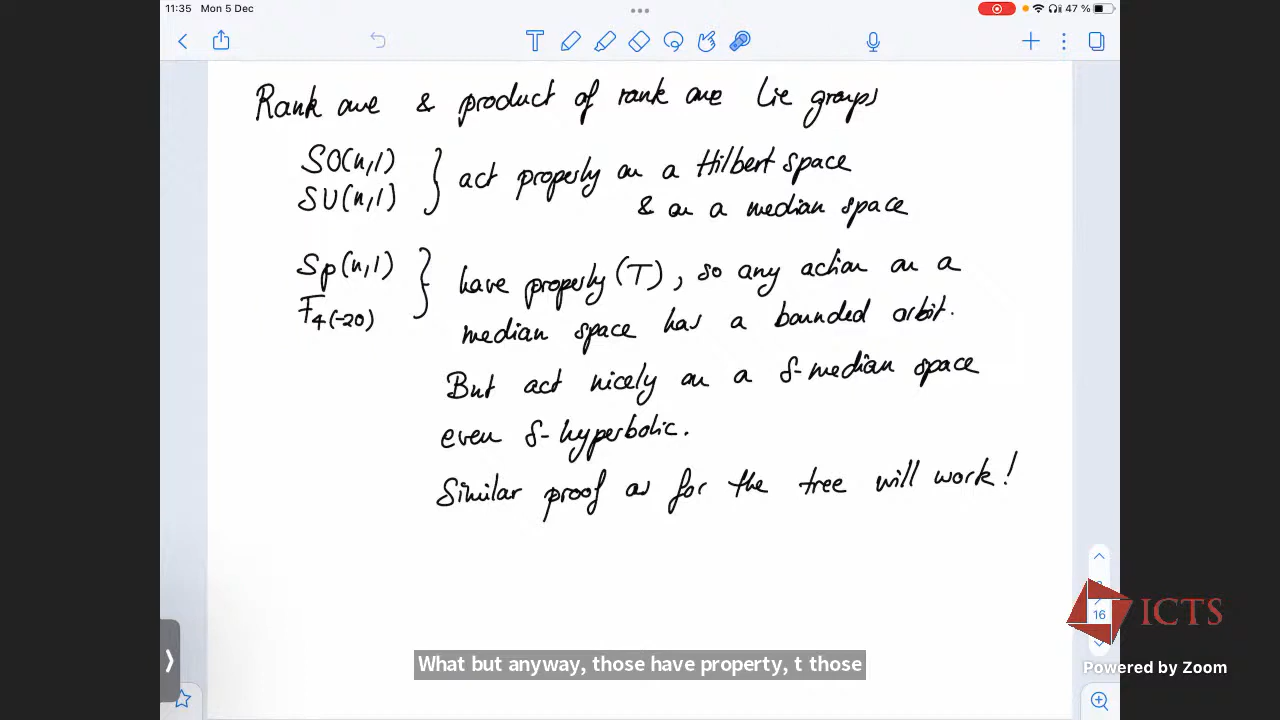 11:35 Mon 5 Dec
47 %
Rank one & product of rank one Lie groups
SO(n,1)
SU(n,1)
act properly on a Hilbert space
& on a median space
Sp(n,1)
F4(-20)
have property (T), so any action on a
median space has a bounded orbit.
But act nicely on a δ-median space
even δ-hyperbolic.
Similar proof as for the tree will work!
16
ICTS
What but anyway, those have property, t those
Powered by Zoom